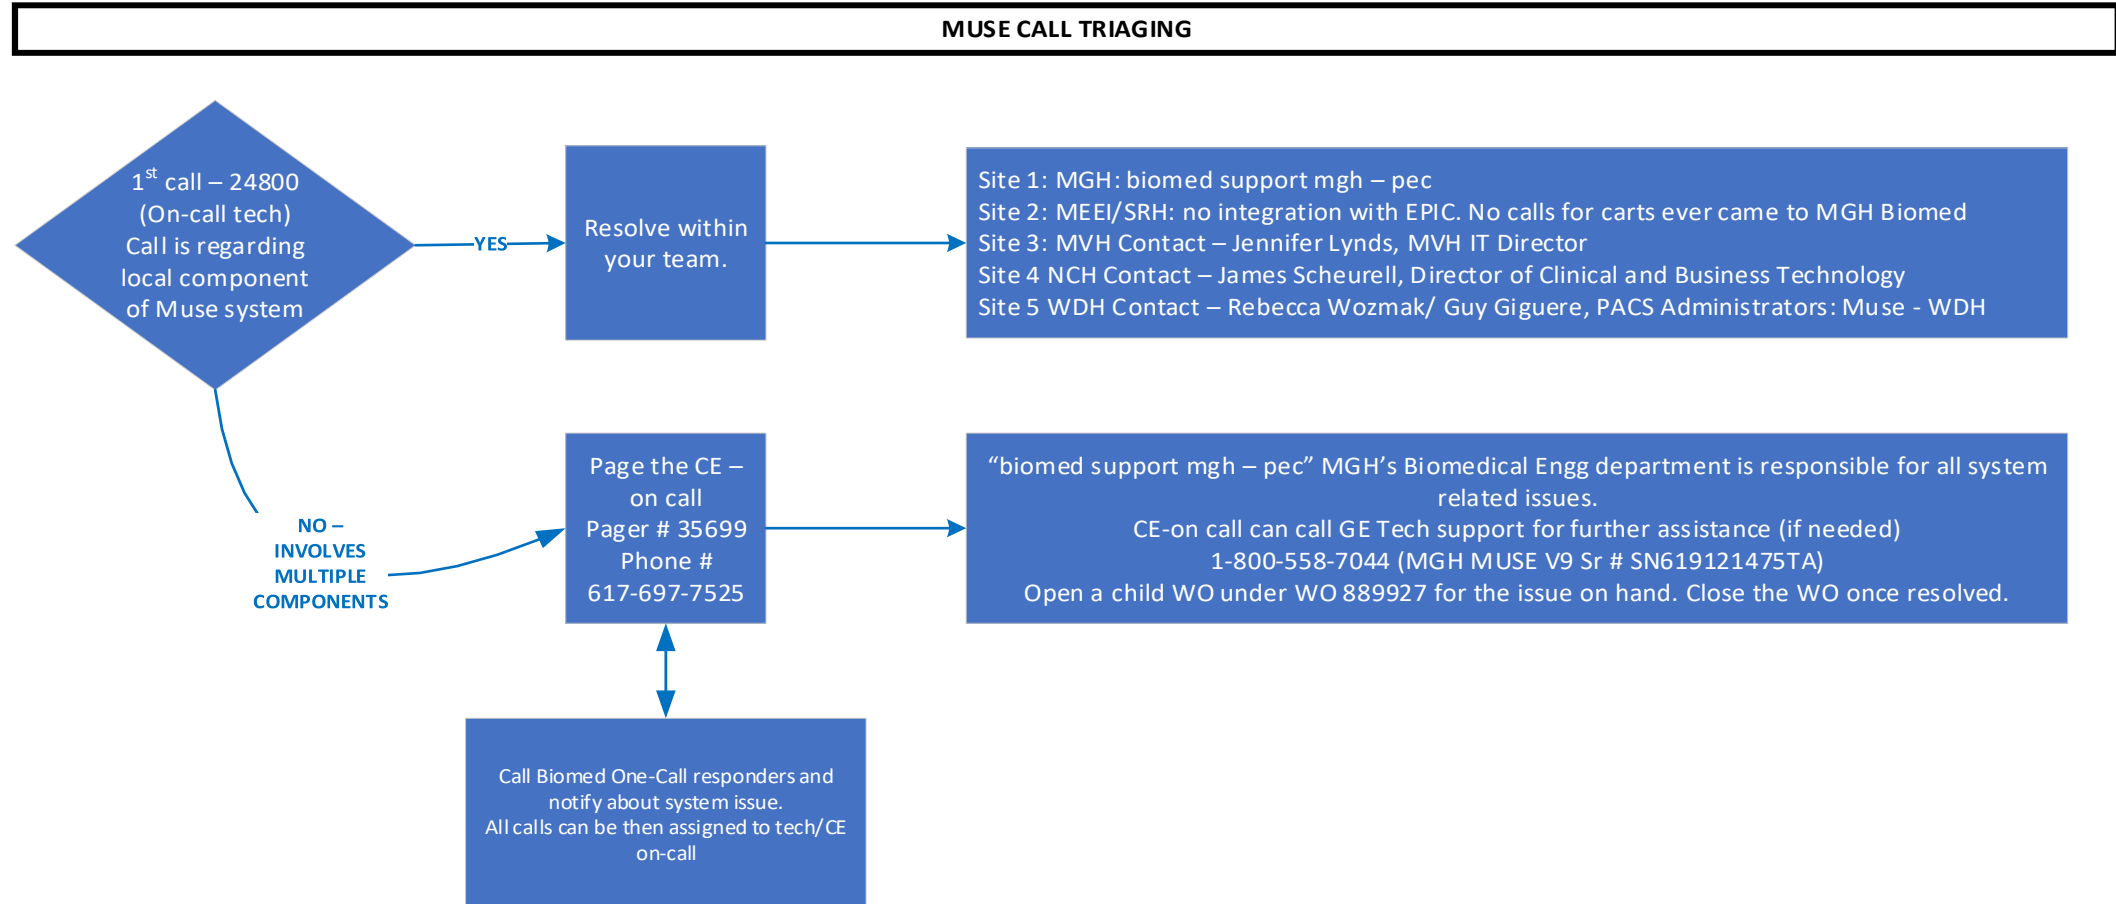 MUSE CALL TRIAGING
1st call – 24800
(On-call tech)
Call is regarding
local component
of Muse system
YES
Resolve within
your team.
Site 1: MGH: biomed support mgh – pec
Site 2: MEEI/SRH: no integration with EPIC. No calls for carts ever came to MGH Biomed
Site 3: MVH Contact – Jennifer Lynds, MVH IT Director
Site 4 NCH Contact – James Scheurell, Director of Clinical and Business Technology
Site 5 WDH Contact – Rebecca Wozmak/ Guy Giguere, PACS Administrators: Muse - WDH
NO –
INVOLVES
MULTIPLE
COMPONENTS
Page the CE –
on call
Pager # 35699
Phone #
617-697-7525
“biomed support mgh – pec” MGH’s Biomedical Engg department is responsible for all system
related issues.
CE-on call can call GE Tech support for further assistance (if needed)
1-800-558-7044 (MGH MUSE V9 Sr # SN619121475TA)
Open a child WO under WO 889927 for the issue on hand. Close the WO once resolved.
Call Biomed One-Call responders and
notify about system issue.
All calls can be then assigned to tech/CE
on-call